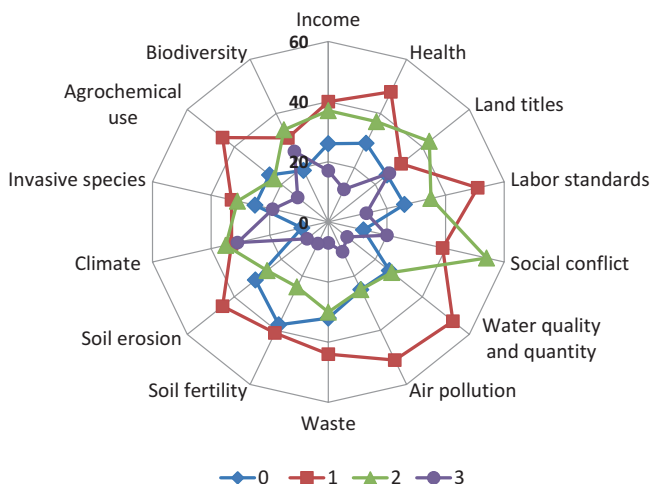 Income
60
Biodiversity
Health
Agrochemical
use
40
Land titles
20
Invasive species
Labor standards
0
Climate
Social conflict
Soil erosion
Water quality
and quantity
Soil fertility
Air pollution
Waste
0 1 2 3